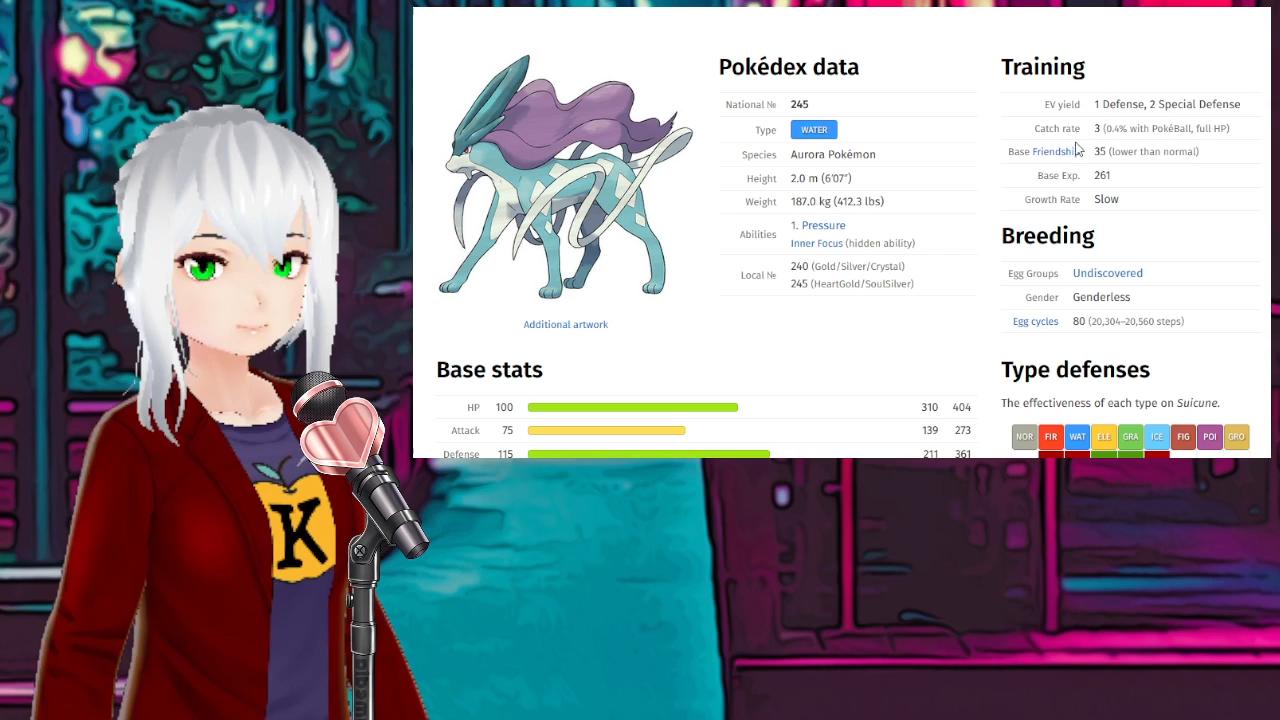 Pokédex data
National № 245
Type WATER
Species Aurora Pokémon
Height 2.0 m (6′07″)
Weight 187.0 kg (412.3 lbs)
Abilities 1. Pressure
Inner Focus (hidden ability)
Local № 240 (Gold/Silver/Crystal)
245 (HeartGold/SoulSilver)
Additional artwork
Training
EV yield 1 Defense, 2 Special Defense
Catch rate 3 (0.4% with PokéBall, full HP)
Base Friendship 35 (lower than normal)
Base Exp. 261
Growth Rate Slow
Breeding
Egg Groups Undiscovered
Gender Genderless
Egg cycles 80 (20,304–20,560 steps)
Base stats
HP 100 310 404
Attack 75 139 273
Defense 115 211 361
Type defenses
The effectiveness of each type on Suicune.
NOR FIR WAT ELE GRA ICE FIG POI GRO
K